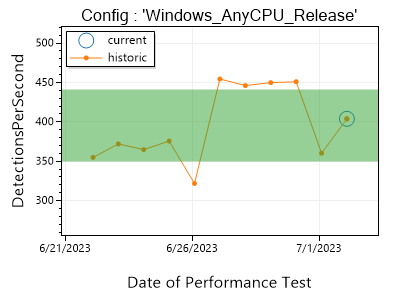 Config : 'Windows_AnyCPU_Release'
current
historic
DetectionsPerSecond
500
450
400
350
300
6/21/2023
6/26/2023
7/1/2023
Date of Performance Test